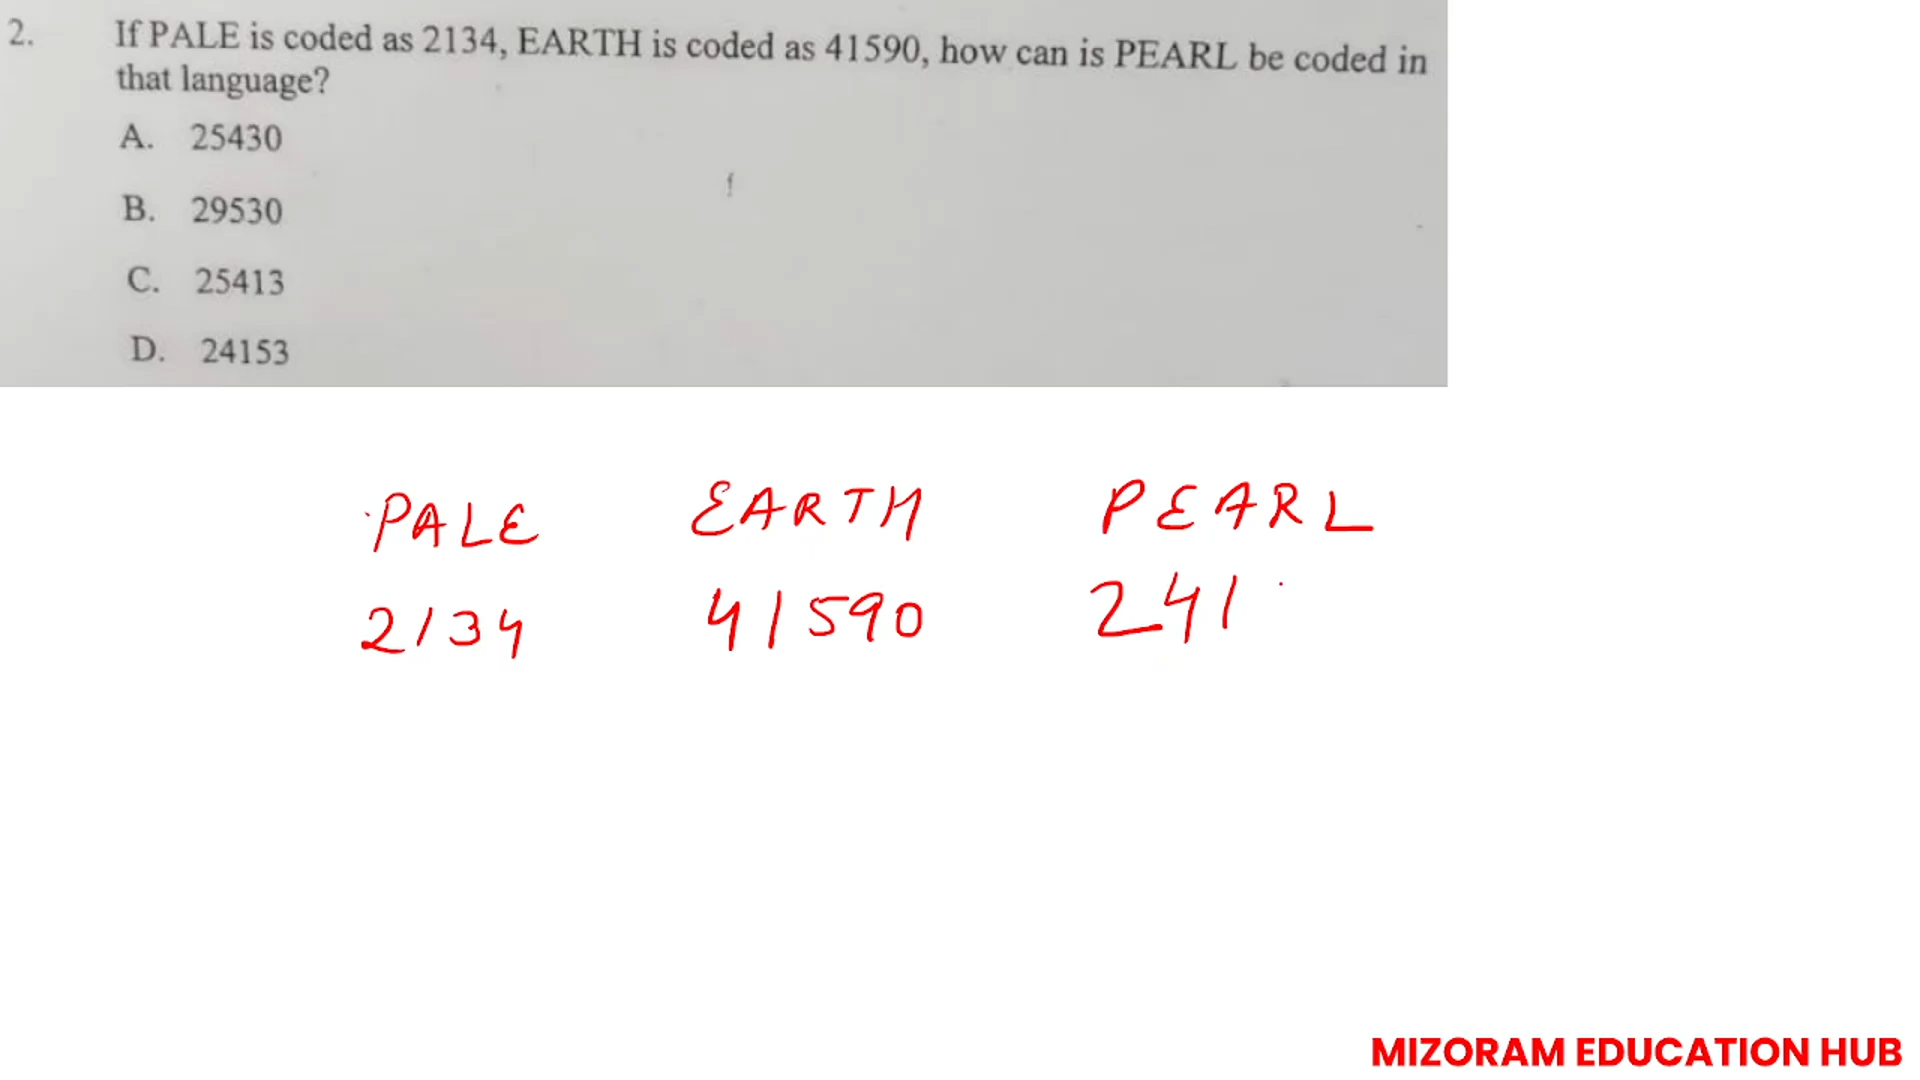 2. If PALE is coded as 2134, EARTH is coded as 41590, how can is PEARL be coded in
that language?
A. 25430
B. 29530
C. 25413
D. 24153
PALE EARTH PEARL
2134 41590 241
MIZORAM EDUCATION HUB